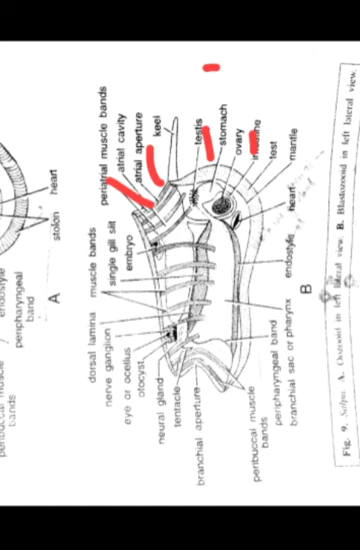 bands
endostyle
peripharyngeal
band
A
stolon
heart
dorsal lamina
muscle bands
periatrial muscle bands
nerve ganglion
single gill slit
atrial cavity
eye or ocellus
embryo
atrial aperture
otocyst
keel
neural gland
tentacle
branchial aperture
testis
stomach
ovary
peribuccal muscle
bands
test
peripharyngeal band
branchial sac or pharynx
endostyle
heart
mantle
B
Fig. 9. Salpa. A. Oozooid in left lateral view. B. Blastozooid in left lateral view.